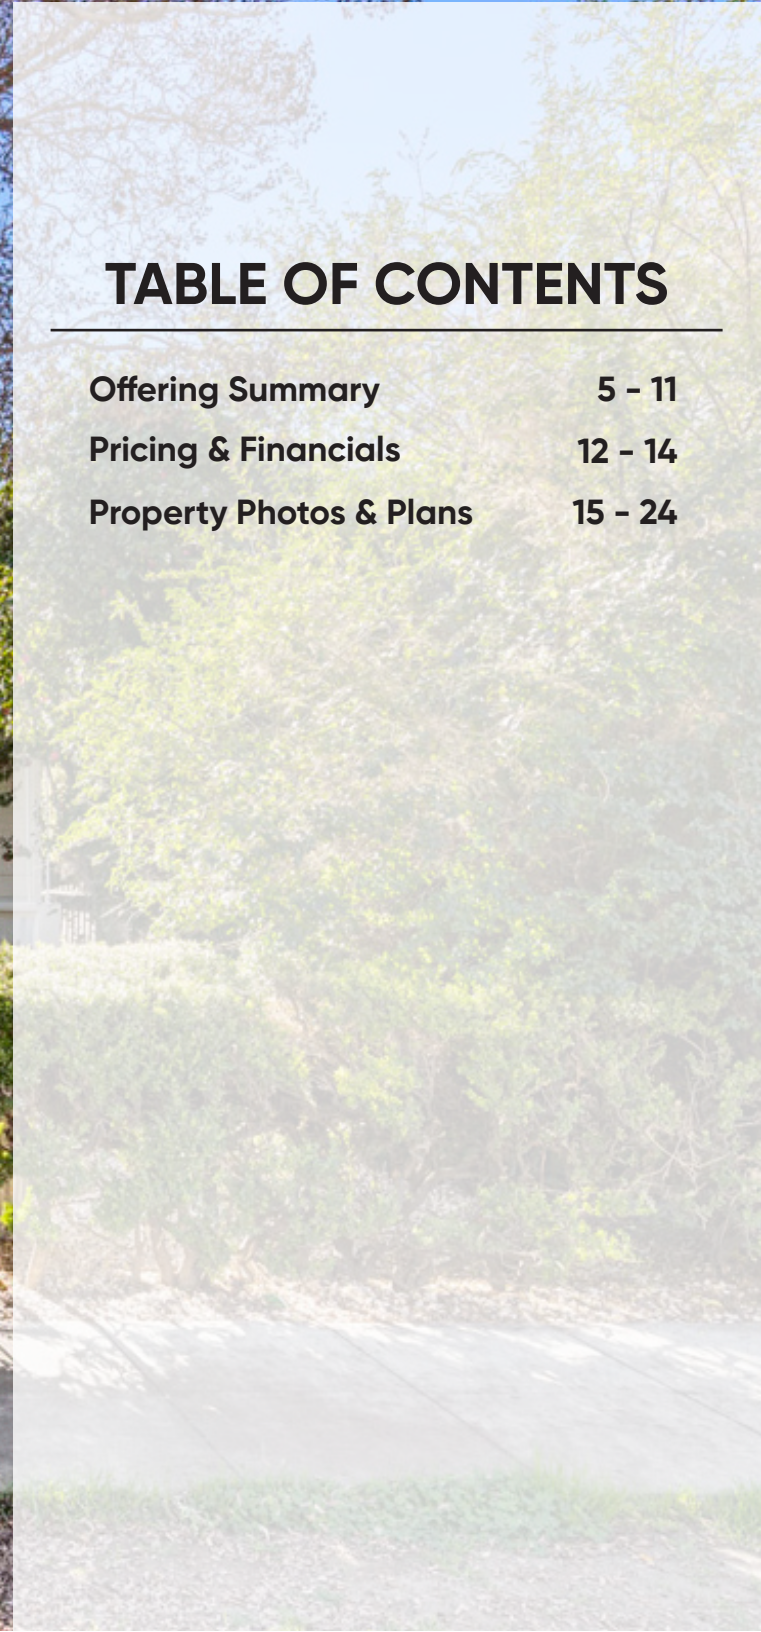 TABLE OF CONTENTS
Offering Summary 5 - 11
Pricing & Financials 12 - 14
Property Photos & Plans 15 - 24